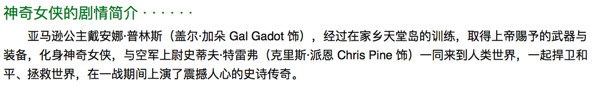 神奇女侠的剧情简介 · · · · · ·
亚马逊公主戴安娜·普林斯（盖尔·加朵 Gal Gadot 饰），经过在家乡天堂岛的训练，取得上帝赐予的武器与
装备，化身神奇女侠，与空军上尉史蒂夫·特雷弗（克里斯·派恩 Chris Pine 饰）一同来到人类世界，一起捍卫和
平、拯救世界，在一战期间上演了震撼人心的史诗传奇。